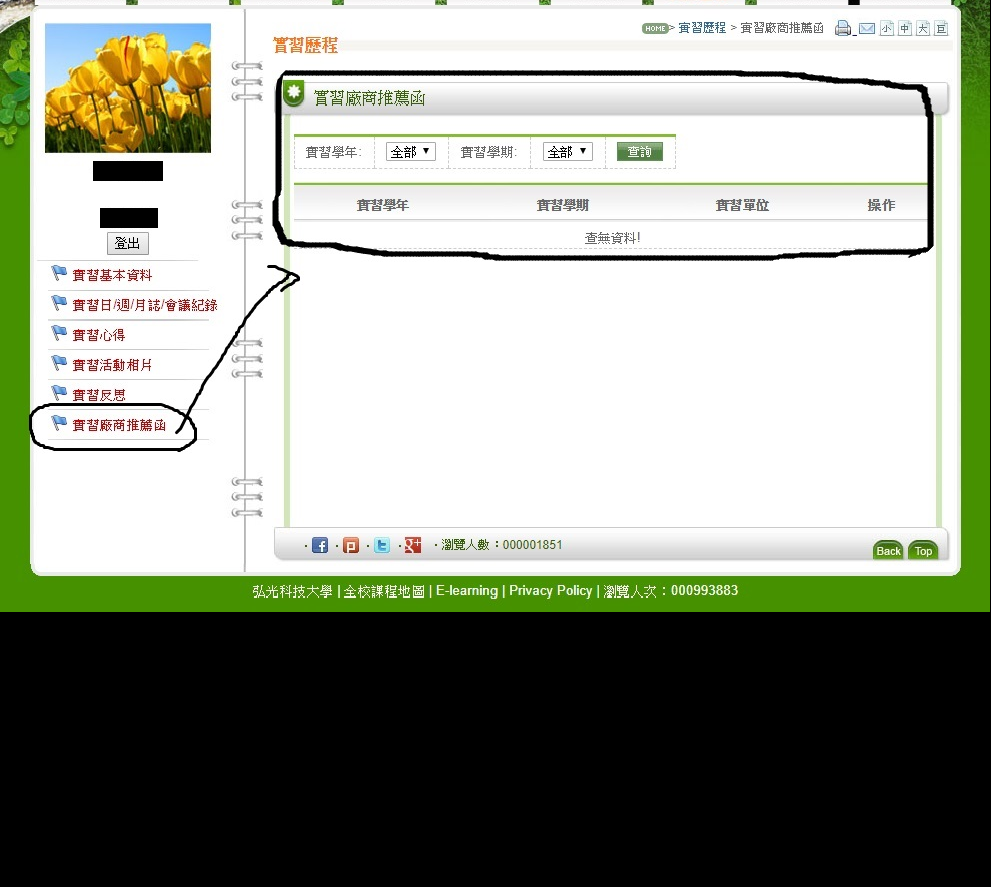 HOME > 實習歷程 > 實習廠商推薦函 小 中 大 巨
實習歷程
實習廠商推薦函
實習學年: 全部 ▼ 實習學期: 全部 ▼ 查詢
實習學年 實習學期 實習單位 操作
查無資料!
登出
實習基本資料
實習日/週/月誌/會議紀錄
實習心得
實習活動相片
實習反思
實習廠商推薦函
‧瀏覽人數：000001851
Back Top
弘光科技大學 | 全校課程地圖 | E-learning | Privacy Policy | 瀏覽人次：000993883